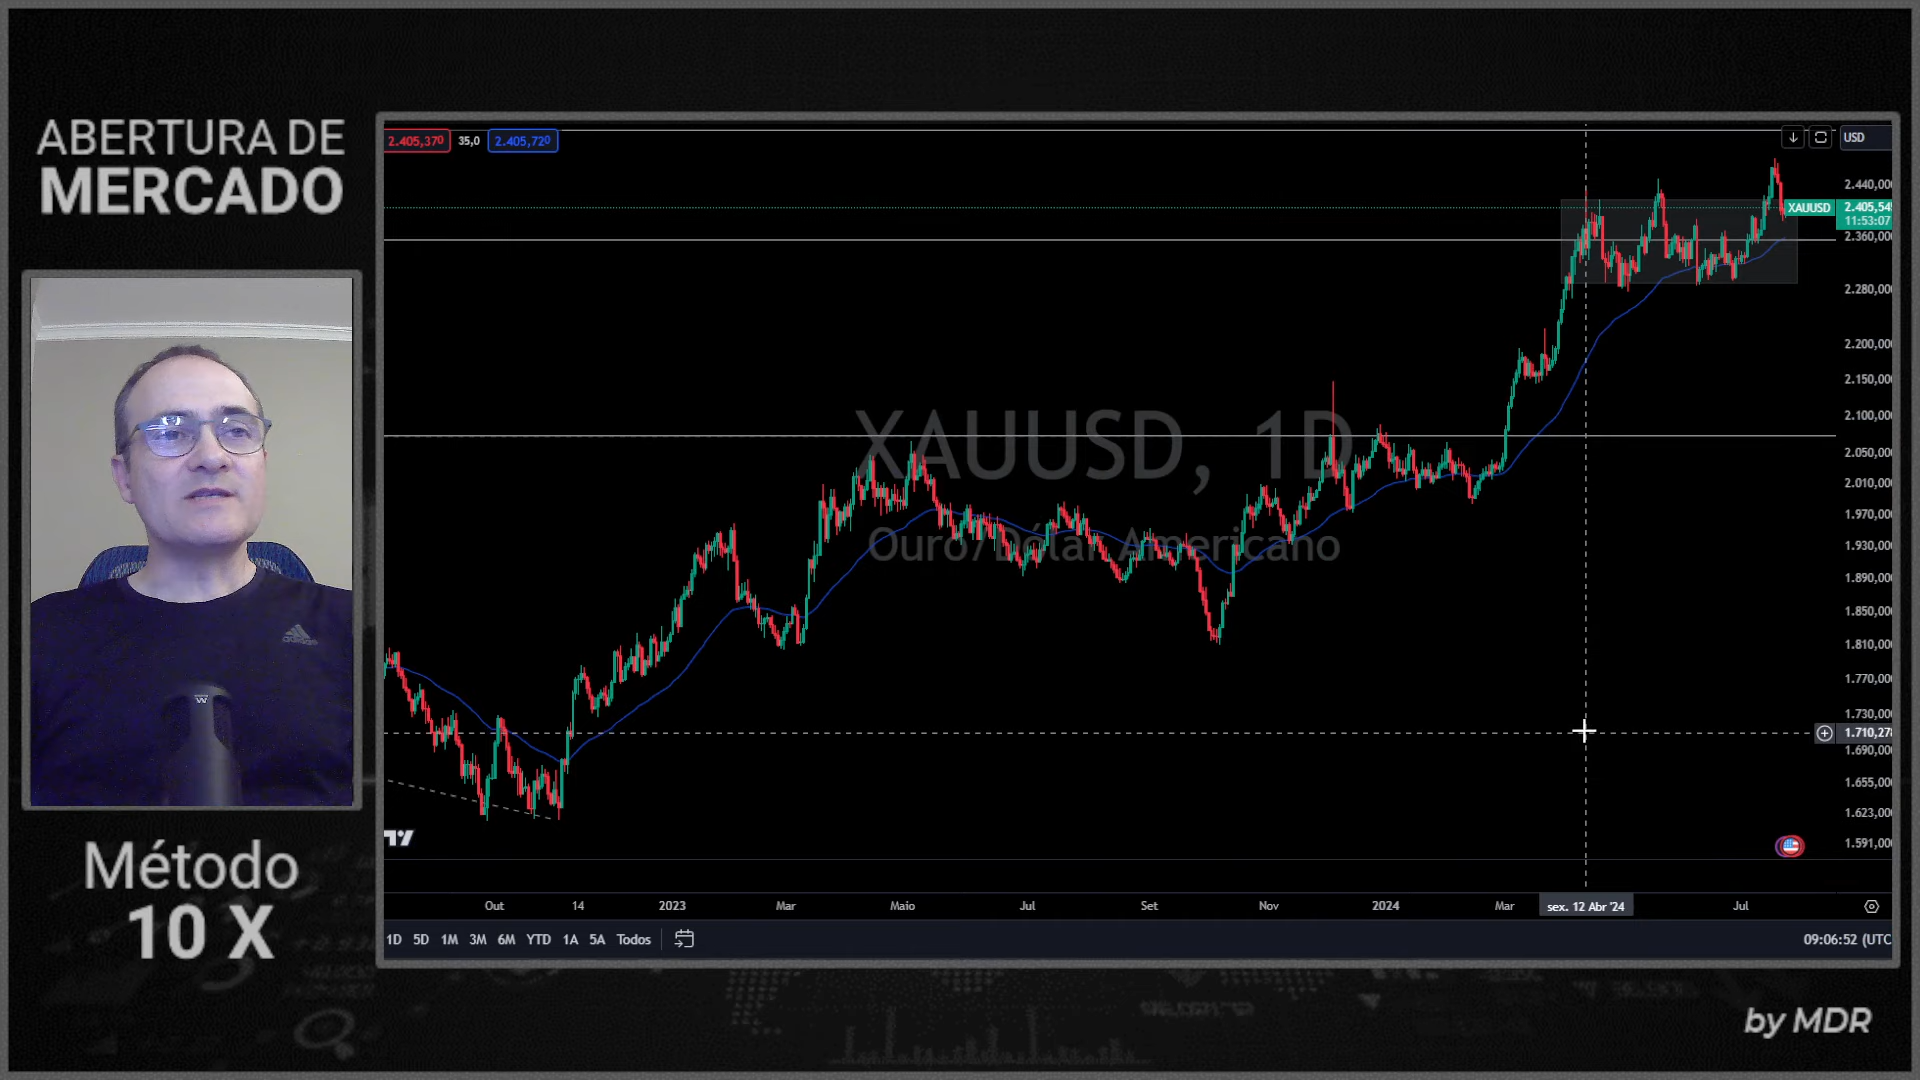 ABERTURA DE
MERCADO
Método
10 X
by MDR
2.405,370
35,0
2.405,720
USD
XAUUSD, 1D
Ouro/Dólar Americano
2.440,00
XAUUSD
2.405,545
11:53:07
2.360,00
2.280,00
2.200,00
2.150,00
2.100,00
2.050,00
2.010,00
1.970,00
1.930,00
1.890,00
1.850,00
1.810,00
1.770,00
1.730,00
1.710,278
1.690,00
1.655,00
1.623,00
1.591,00
Out
14
2023
Mar
Maio
Jul
Set
Nov
2024
Mar
sex. 12 Abr '24
Jul
1D 5D 1M 3M 6M YTD 1A 5A Todos
09:06:52 (UTC